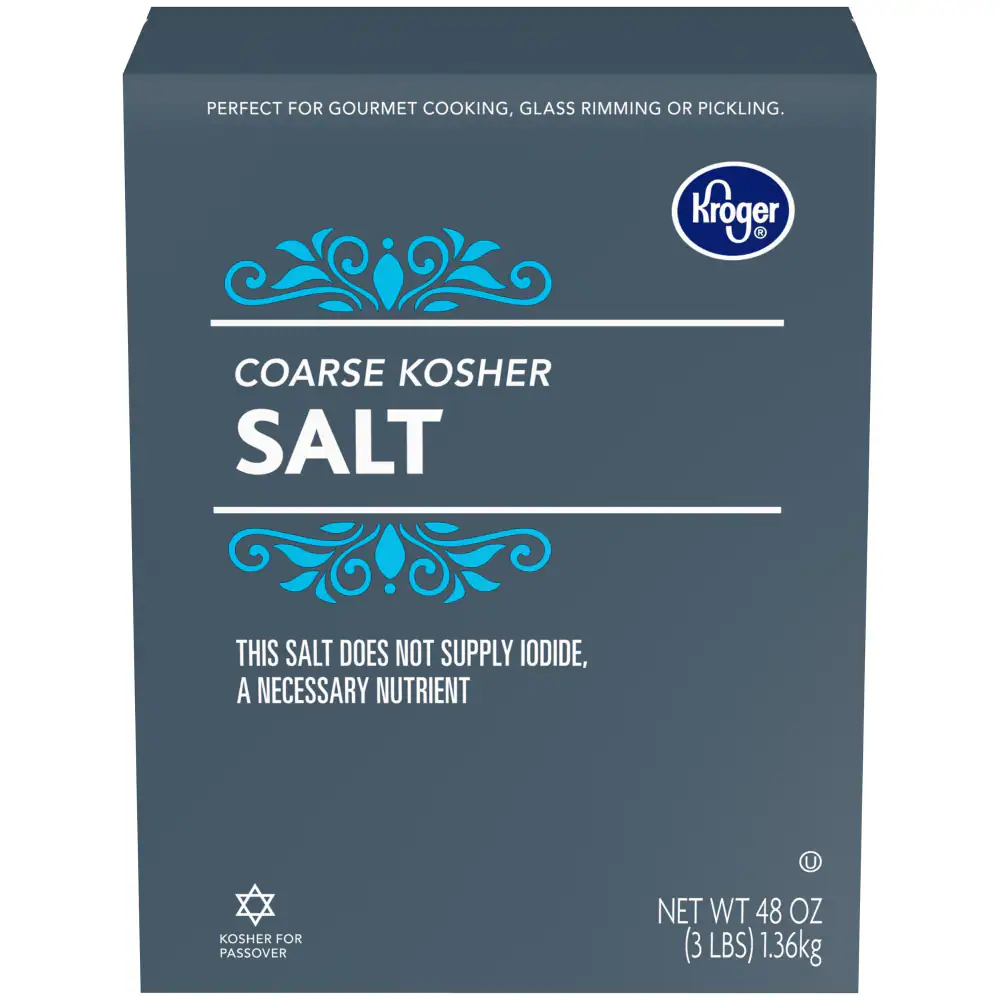 PERFECT FOR GOURMET COOKING, GLASS RIMMING OR PICKLING.
Kroger®
COARSE KOSHER
SALT
THIS SALT DOES NOT SUPPLY IODIDE,
A NECESSARY NUTRIENT
U
KOSHER FOR
PASSOVER
NET WT 48 OZ
(3 LBS) 1.36kg